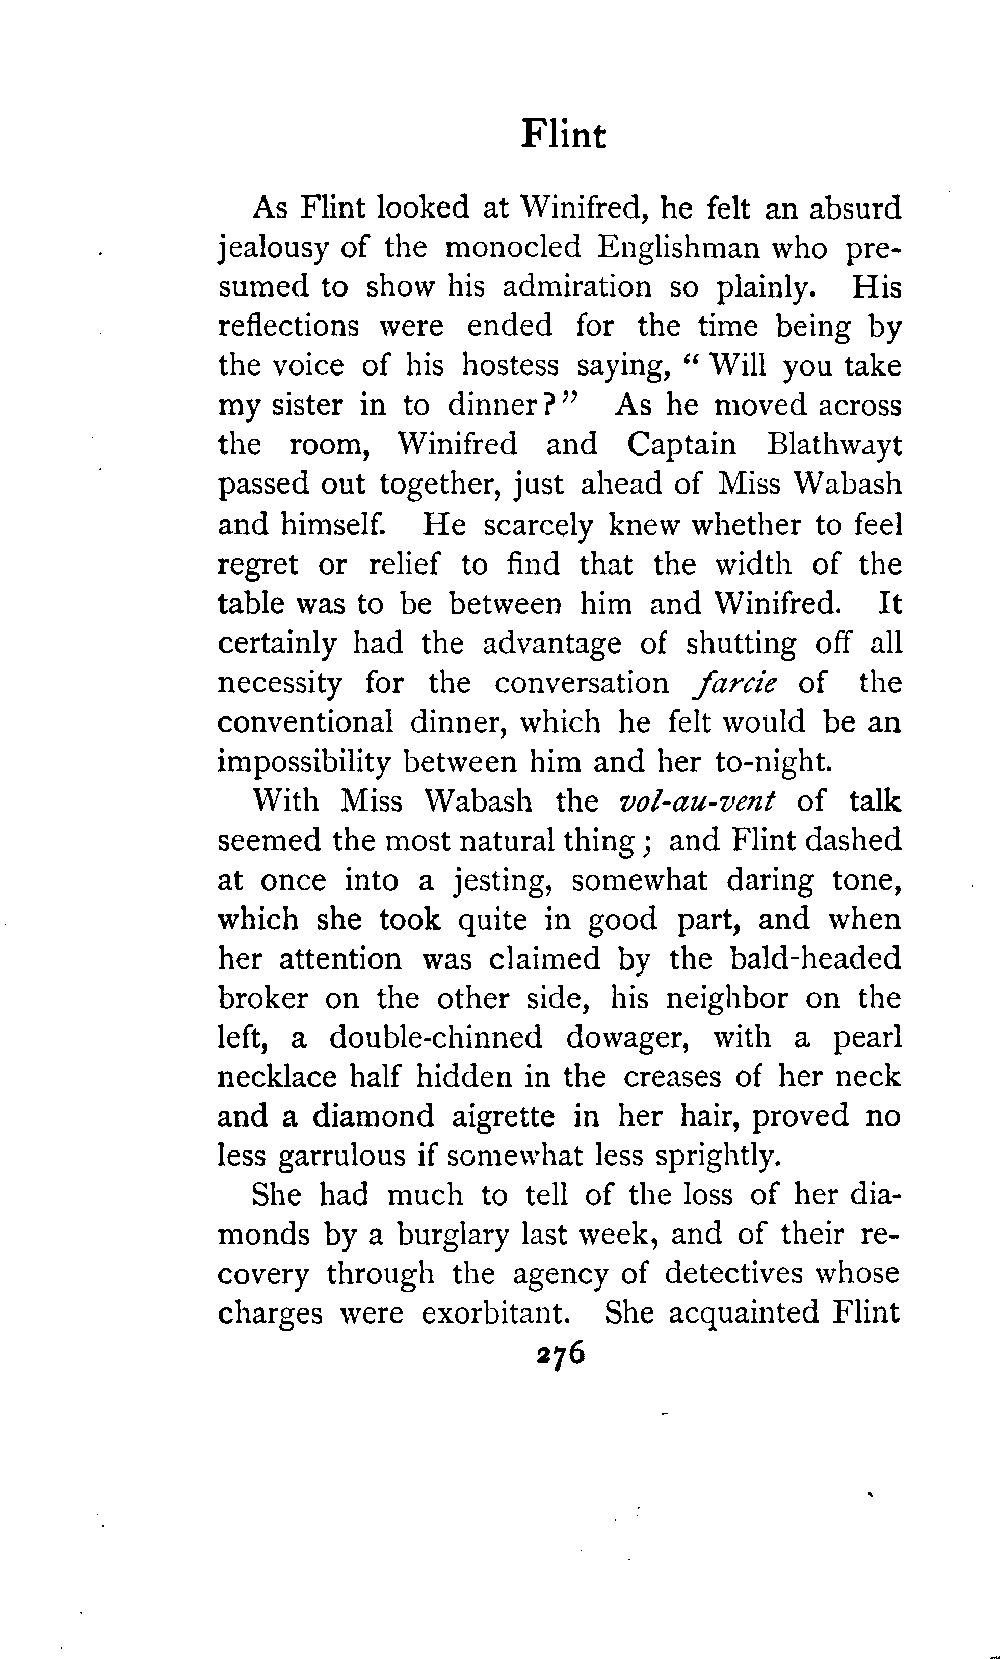 Flint
As Flint looked at Winifred, he felt an absurd
jealousy of the monocled Englishman who pre-
sumed to show his admiration so plainly. His
reflections were ended for the time being by
the voice of his hostess saying, “ Will you take
my sister in to dinner?” As he moved across
the room, Winifred and Captain Blathwayt
passed out together, just ahead of Miss Wabash
and himself. He scarcely knew whether to feel
regret or relief to find that the width of the
table was to be between him and Winifred. It
certainly had the advantage of shutting off all
necessity for the conversation farcie of the
conventional dinner, which he felt would be an
impossibility between him and her to-night.
With Miss Wabash the vol-au-vent of talk
seemed the most natural thing ; and Flint dashed
at once into a jesting, somewhat daring tone,
which she took quite in good part, and when
her attention was claimed by the bald-headed
broker on the other side, his neighbor on the
left, a double-chinned dowager, with a pearl
necklace half hidden in the creases of her neck
and a diamond aigrette in her hair, proved no
less garrulous if somewhat less sprightly.
She had much to tell of the loss of her dia-
monds by a burglary last week, and of their re-
covery through the agency of detectives whose
charges were exorbitant. She acquainted Flint
276